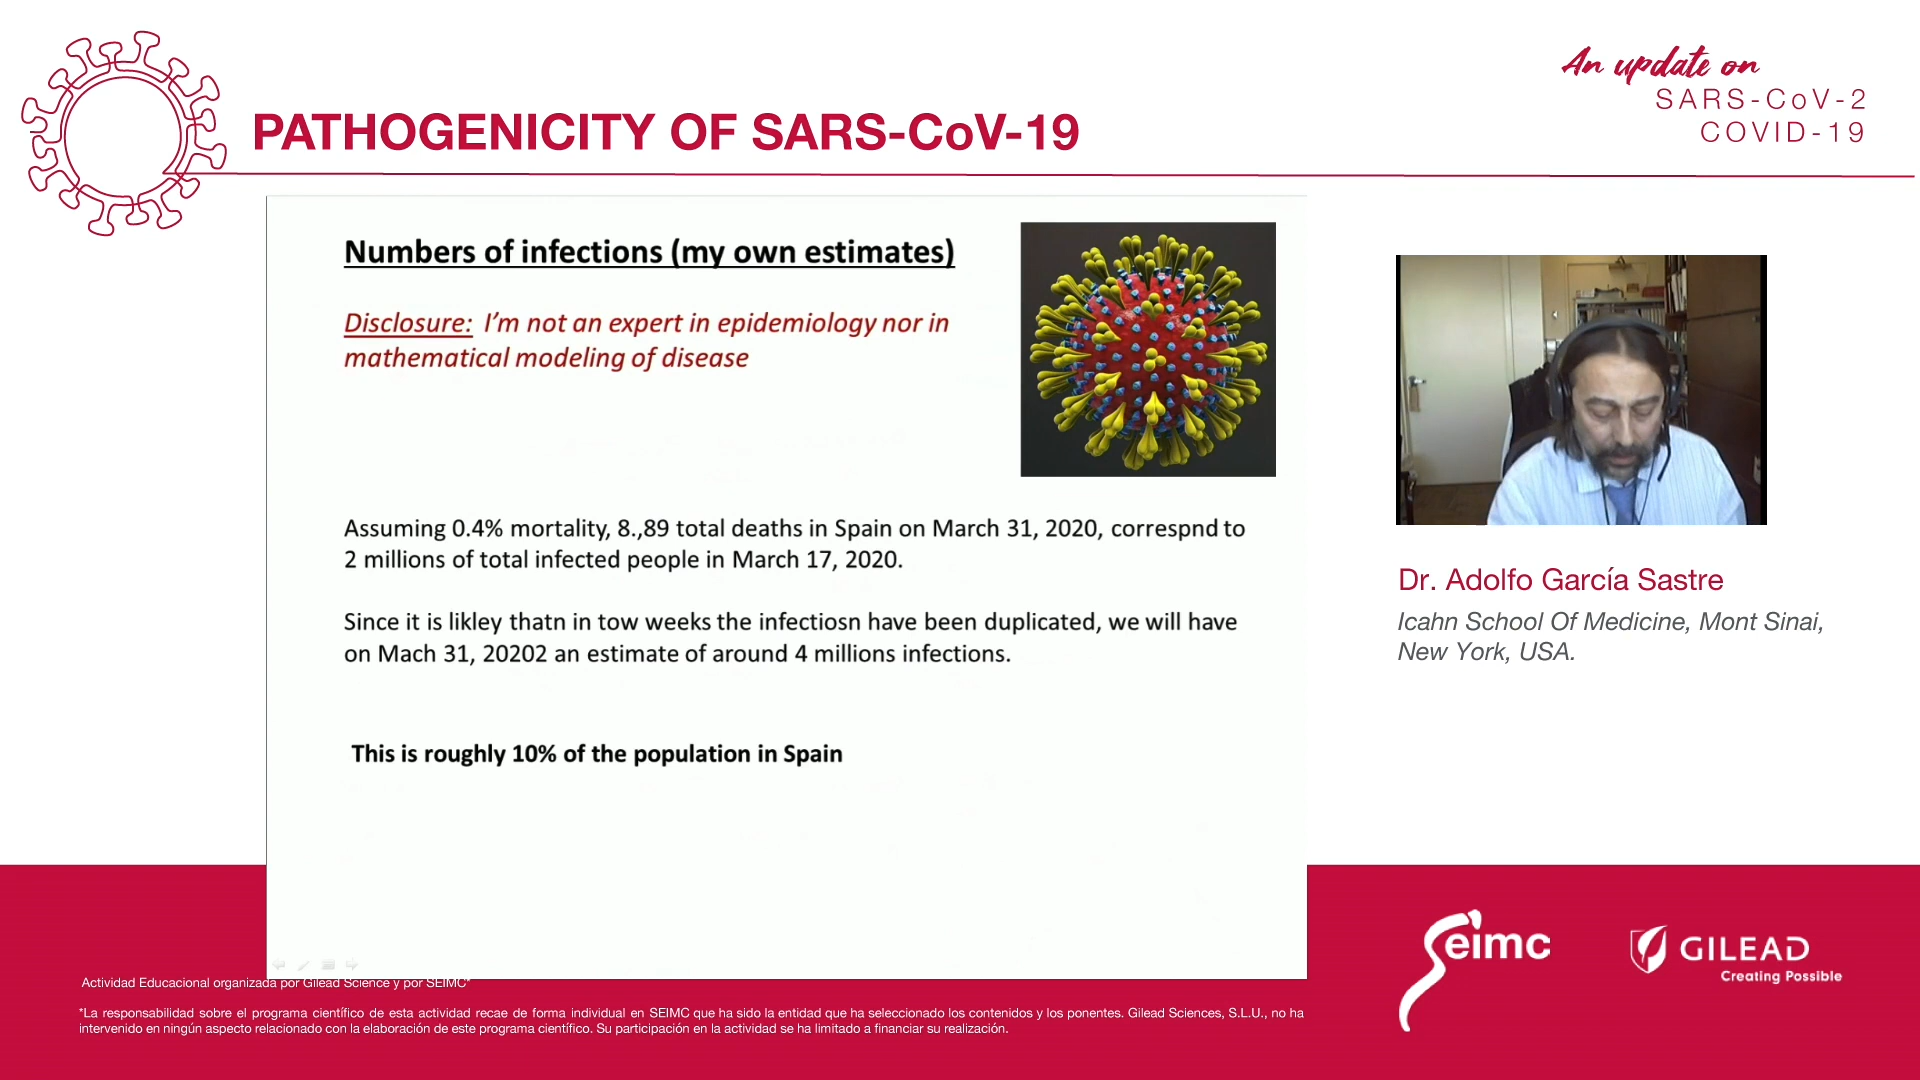 An update on
SARS-CoV-2
COVID-19
PATHOGENICITY OF SARS-CoV-19
Numbers of infections (my own estimates)
Disclosure: I'm not an expert in epidemiology nor in
mathematical modeling of disease
Assuming 0.4% mortality, 8.,89 total deaths in Spain on March 31, 2020, correspnd to
2 millions of total infected people in March 17, 2020.
Since it is likley thatn in tow weeks the infectiosn have been duplicated, we will have
on Mach 31, 20202 an estimate of around 4 millions infections.
This is roughly 10% of the population in Spain
Dr. Adolfo García Sastre
Icahn School Of Medicine, Mont Sinai,
New York, USA.
Seimc
GILEAD
Creating Possible
Actividad Educacional organizada por Gilead Science y por SEIMC*
*La responsabilidad sobre el programa científico de esta actividad recae de forma individual en SEIMC que ha sido la entidad que ha seleccionado los contenidos y los ponentes. Gilead Sciences, S.L.U., no ha
intervenido en ningún aspecto relacionado con la elaboración de este programa científico. Su participación en la actividad se ha limitado a financiar su realización.